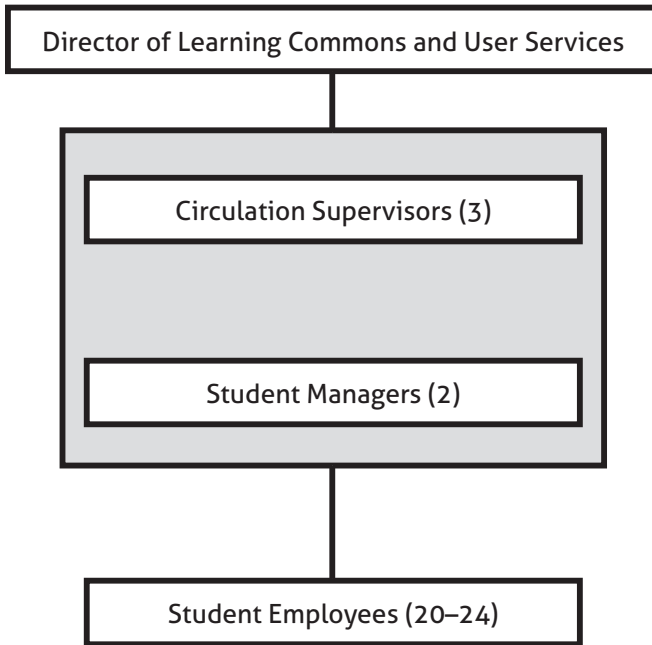 Director of Learning Commons and User Services
Circulation Supervisors (3)
Student Managers (2)
Student Employees (20–24)